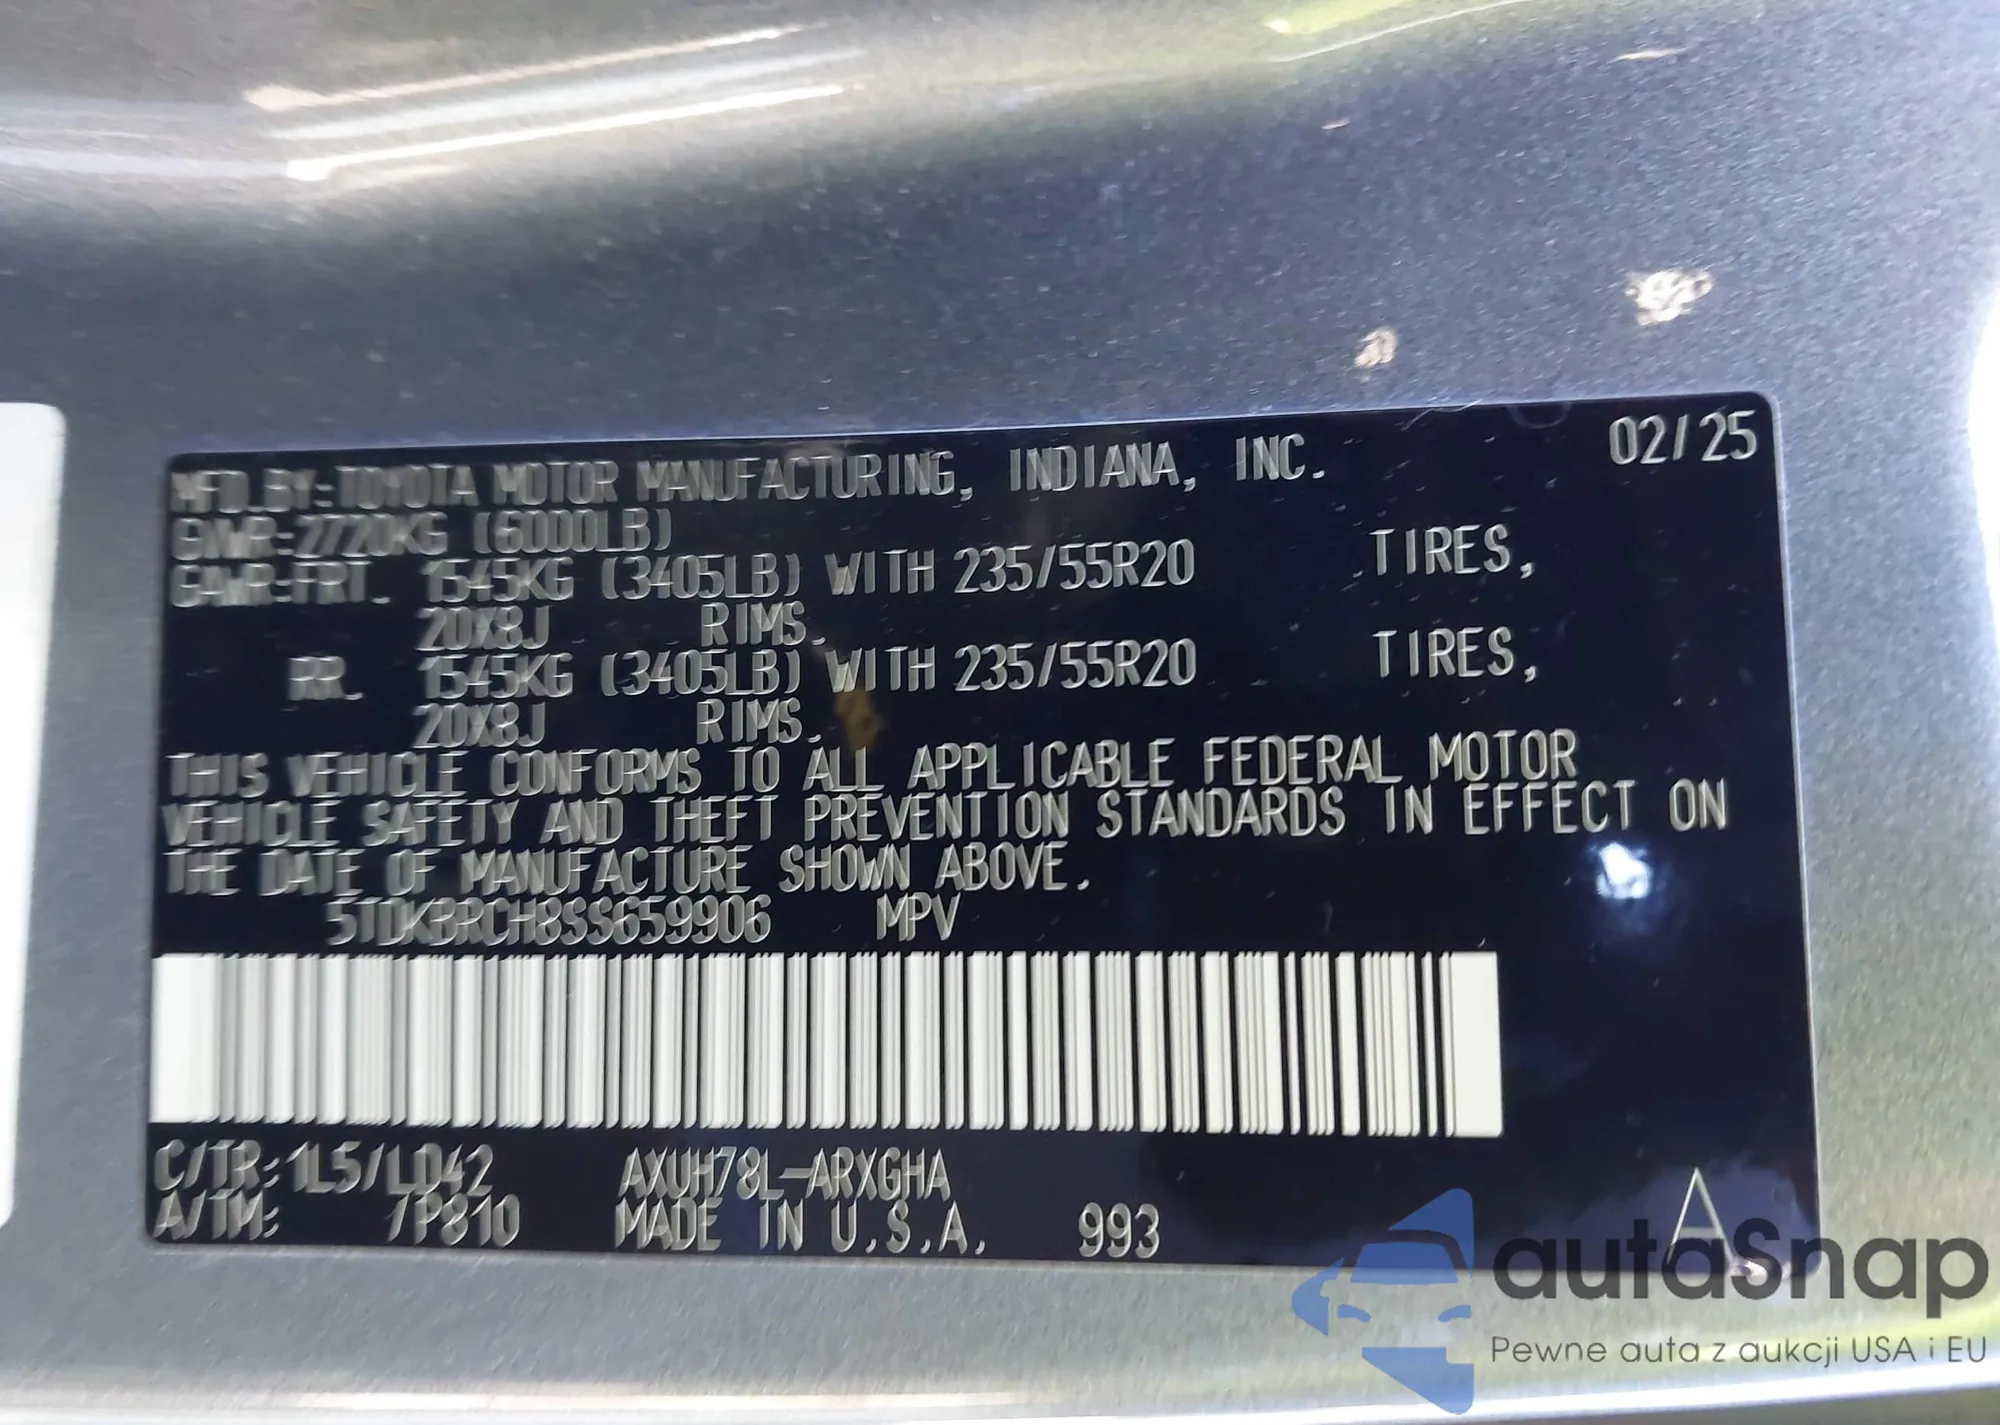 MFD.BY:TOYOTA MOTOR MANUFACTURING, INDIANA, INC. 02/25
GVWR:2720KG (6000LB)
GAWR:FRT. 1545KG (3405LB) WITH 235/55R20 TIRES,
20X8J RIMS.
RR. 1545KG (3405LB) WITH 235/55R20 TIRES,
20X8J RIMS.
THIS VEHICLE CONFORMS TO ALL APPLICABLE FEDERAL MOTOR
VEHICLE SAFETY AND THEFT PREVENTION STANDARDS IN EFFECT ON
THE DATE OF MANUFACTURE SHOWN ABOVE.
5TDKBRCH8SS659906 MPV
C/TR:1L5/LD42 AXUH78L-ARXGHA
A/TM: /P810 MADE IN U.S.A. 993 A
autaSnap
Pewne auta z aukcji USA i EU